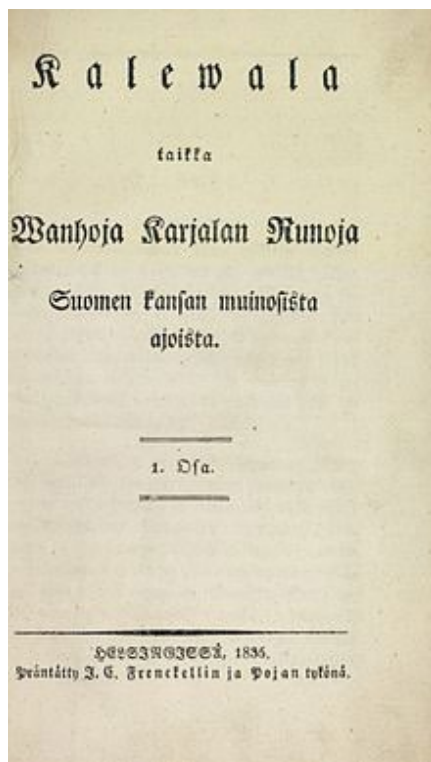 Kalewala
taikka
Wanhoja Karjalan Runoja
Suomen kansan muinosista
ajoista.
1. Osa.
HELSINGISSÄ, 1835.
Präntätty J. C. Frenckellin ja Pojan tykönä.